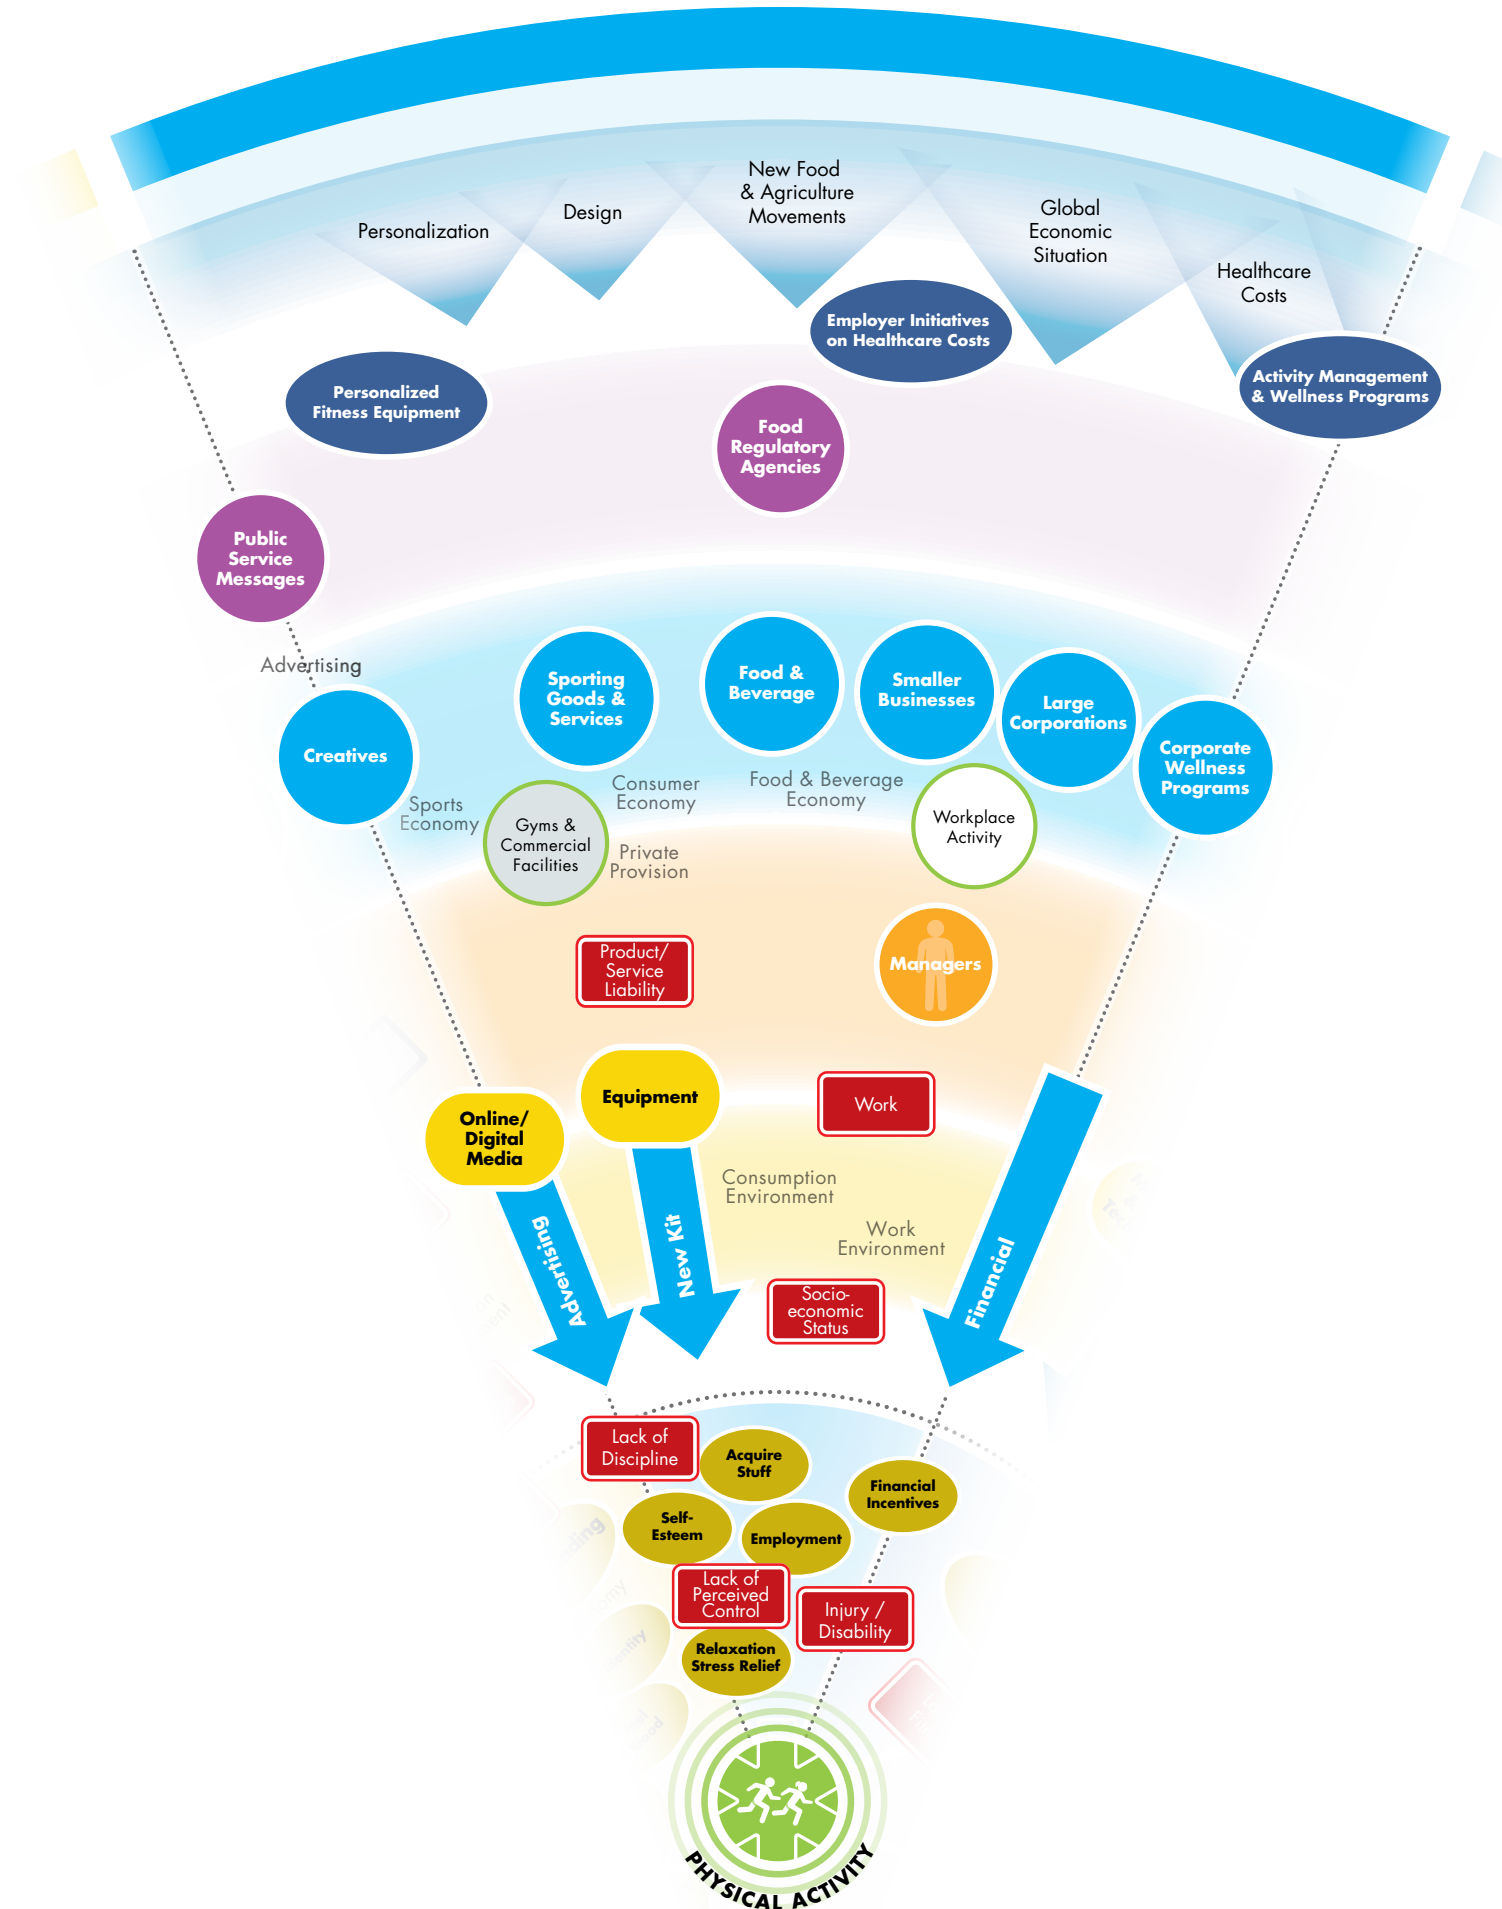 New Food
& Agriculture
Movements
Design
Personalization
Global
Economic
Situation
Healthcare
Costs
Employer Initiatives
on Healthcare Costs
Activity Management
& Wellness Programs
Personalized
Fitness Equipment
Food
Regulatory
Agencies
Public
Service
Messages
Advertising
Creatives
Sporting
Goods &
Services
Food &
Beverage
Smaller
Businesses
Large
Corporations
Corporate
Wellness
Programs
Sports
Economy
Consumer
Economy
Food & Beverage
Economy
Gyms &
Commercial
Facilities
Private
Provision
Workplace
Activity
Product/
Service
Liability
Managers
Equipment
Work
Online/
Digital
Media
Consumption
Environment
Work
Environment
Advertising
New Kit
Financial
Socio-
economic
Status
Lack of
Discipline
Acquire
Stuff
Financial
Incentives
Self-
Esteem
Employment
Lack of
Perceived
Control
Injury /
Disability
Relaxation
Stress Relief
PHYSICAL ACTIVITY